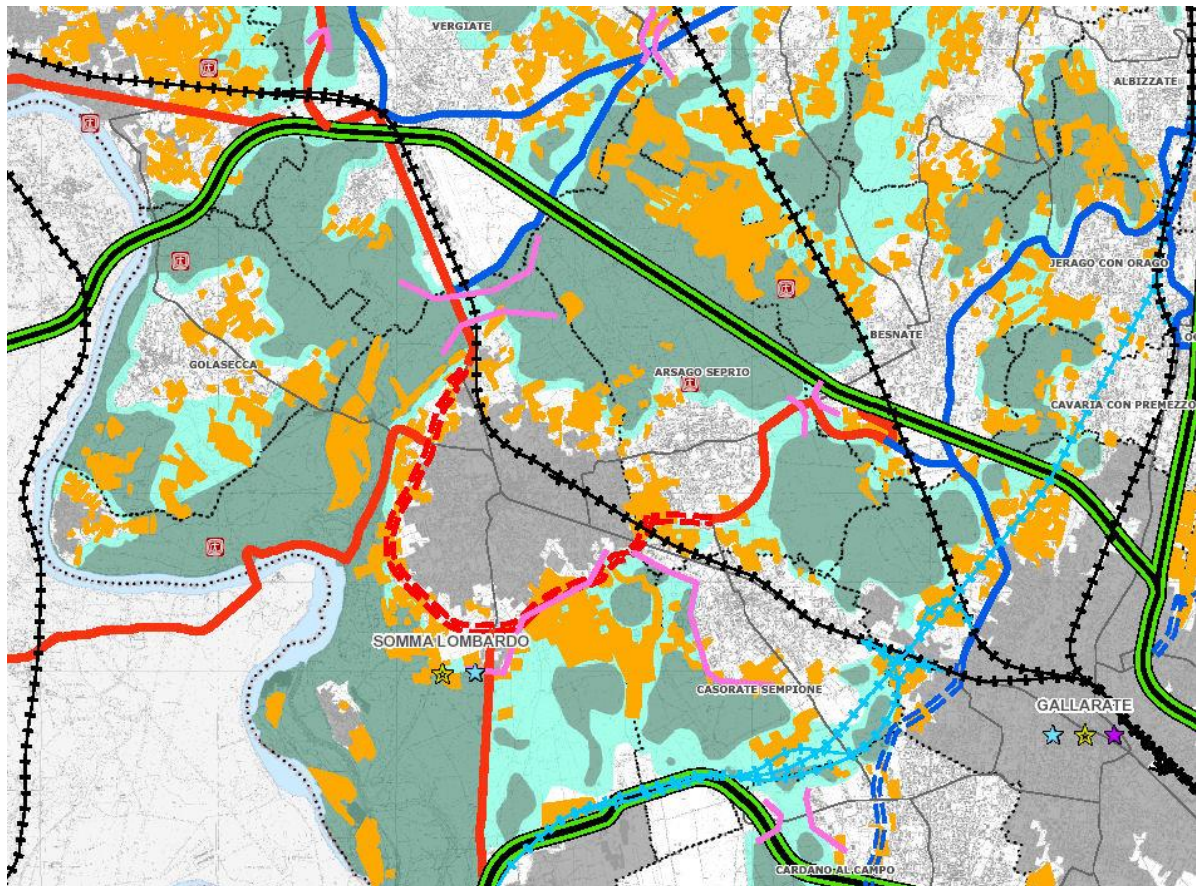 VERGIATE
ALBIZZATE
JERAGO CON ORAGO
BESNATE
GOLASECCA
ARSAGO SEPRIO
CAVARIA CON PREMEZZO
SOMMA LOMBARDO
CASORATE SEMPIONE
GALLARATE
CARDANO AL CAMPO